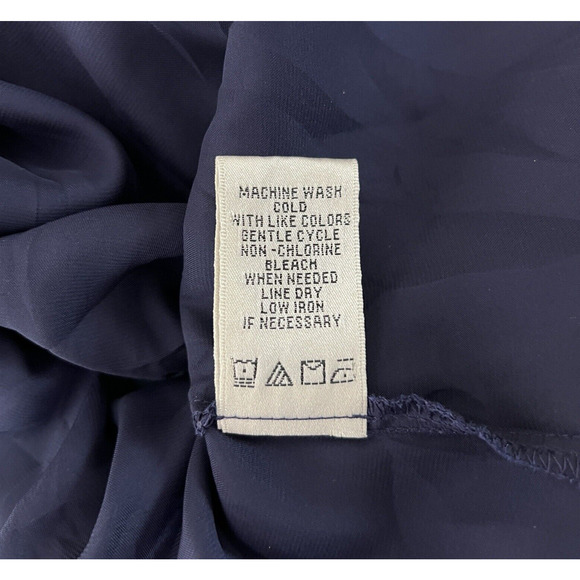 MACHINE WASH
COLD
WITH LIKE COLORS
GENTLE CYCLE
NON-CHLORINE
BLEACH
WHEN NEEDED
LINE DRY
LOW IRON
IF NECESSARY